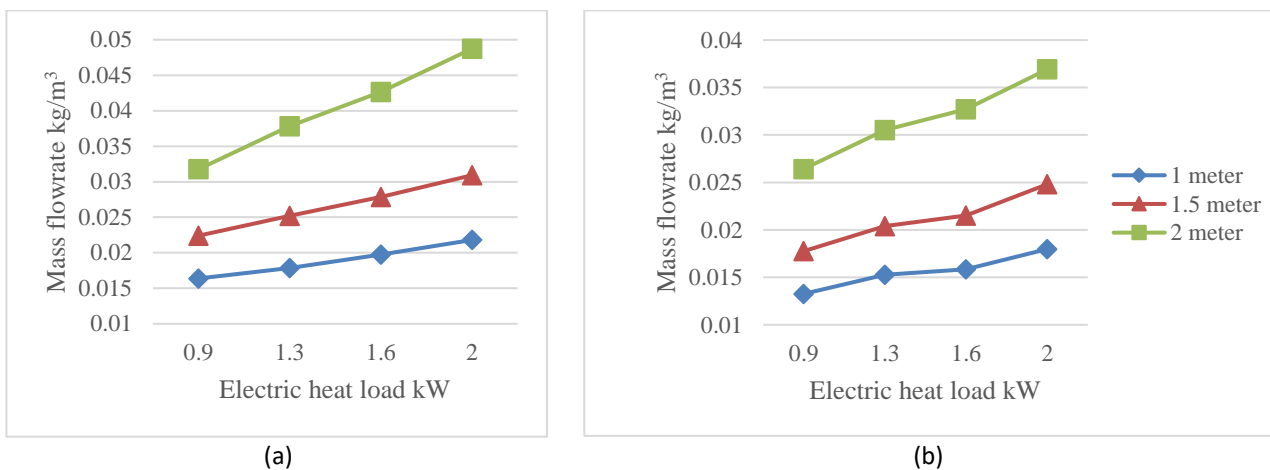 0.05
0.045
0.04
0.035
0.03
0.025
0.02
0.015
0.01
Mass flowrate kg/m³
0.9 1.3 1.6 2
Electric heat load kW
(a)
0.04
0.035
0.03
0.025
0.02
0.015
0.01
Mass flowrate kg/m³
0.9 1.3 1.6 2
Electric heat load kW
1 meter
1.5 meter
2 meter
(b)